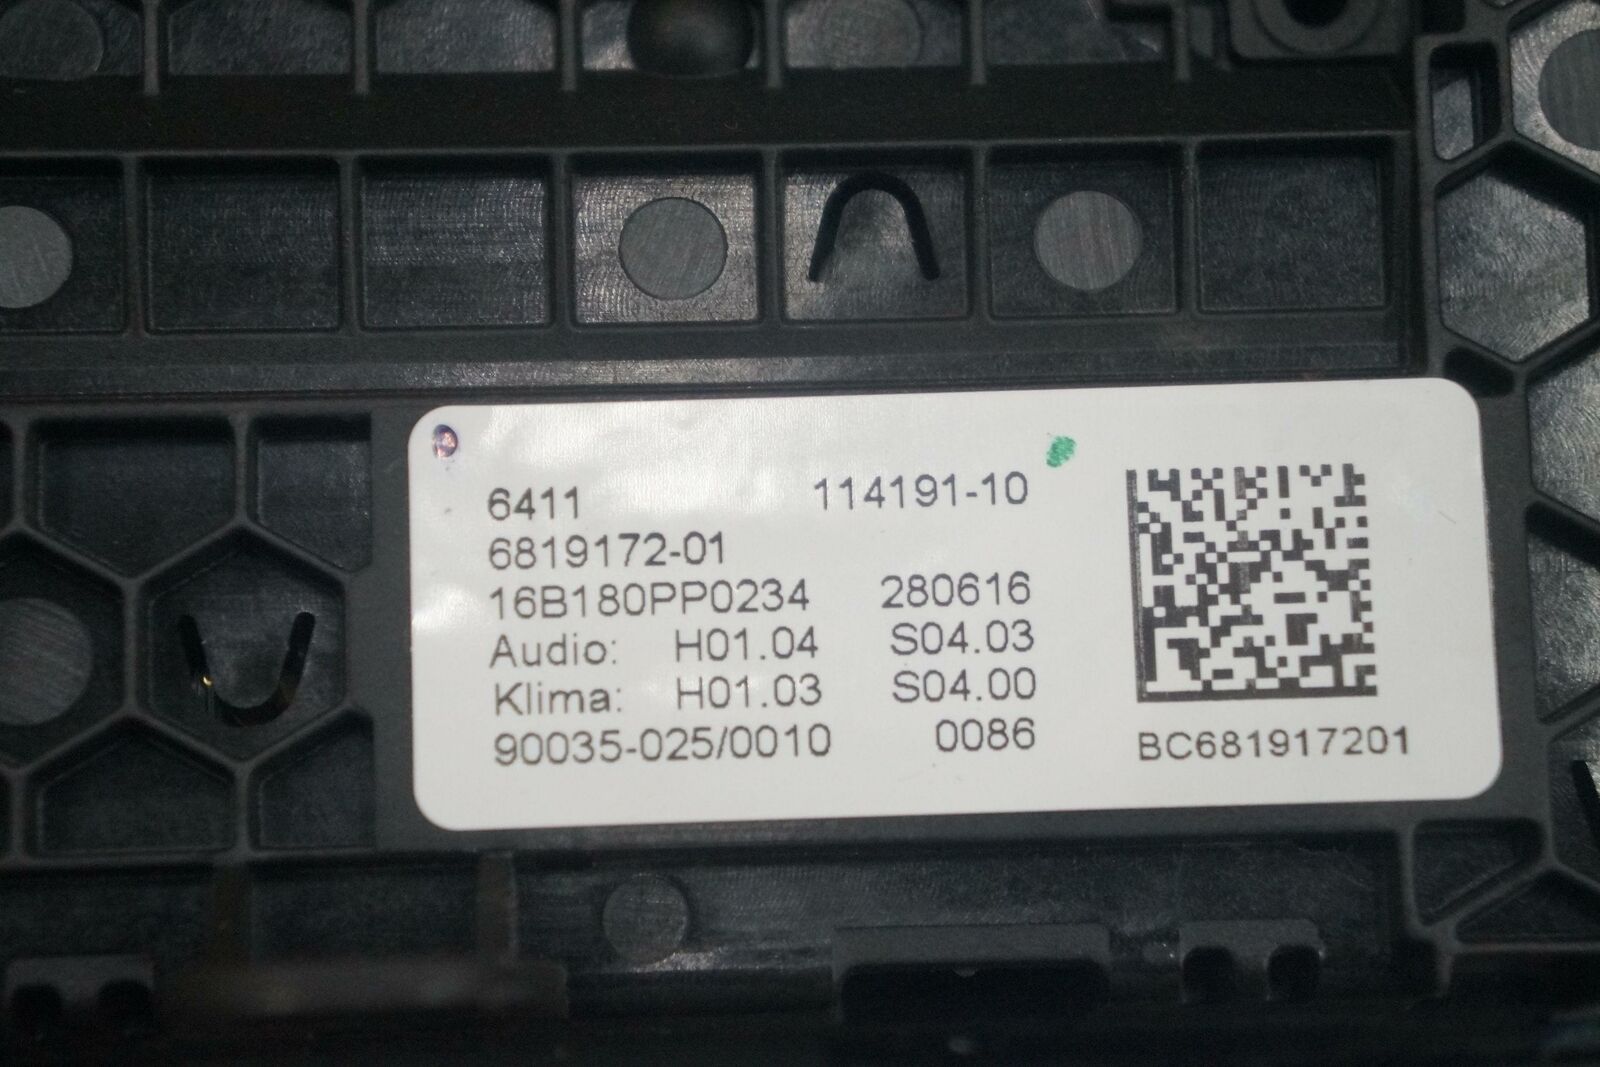 6411 114191-10
6819172-01
16B180PP0234 280616
Audio: H01.04 S04.03
Klima: H01.03 S04.00
90035-025/0010 0086
BC681917201